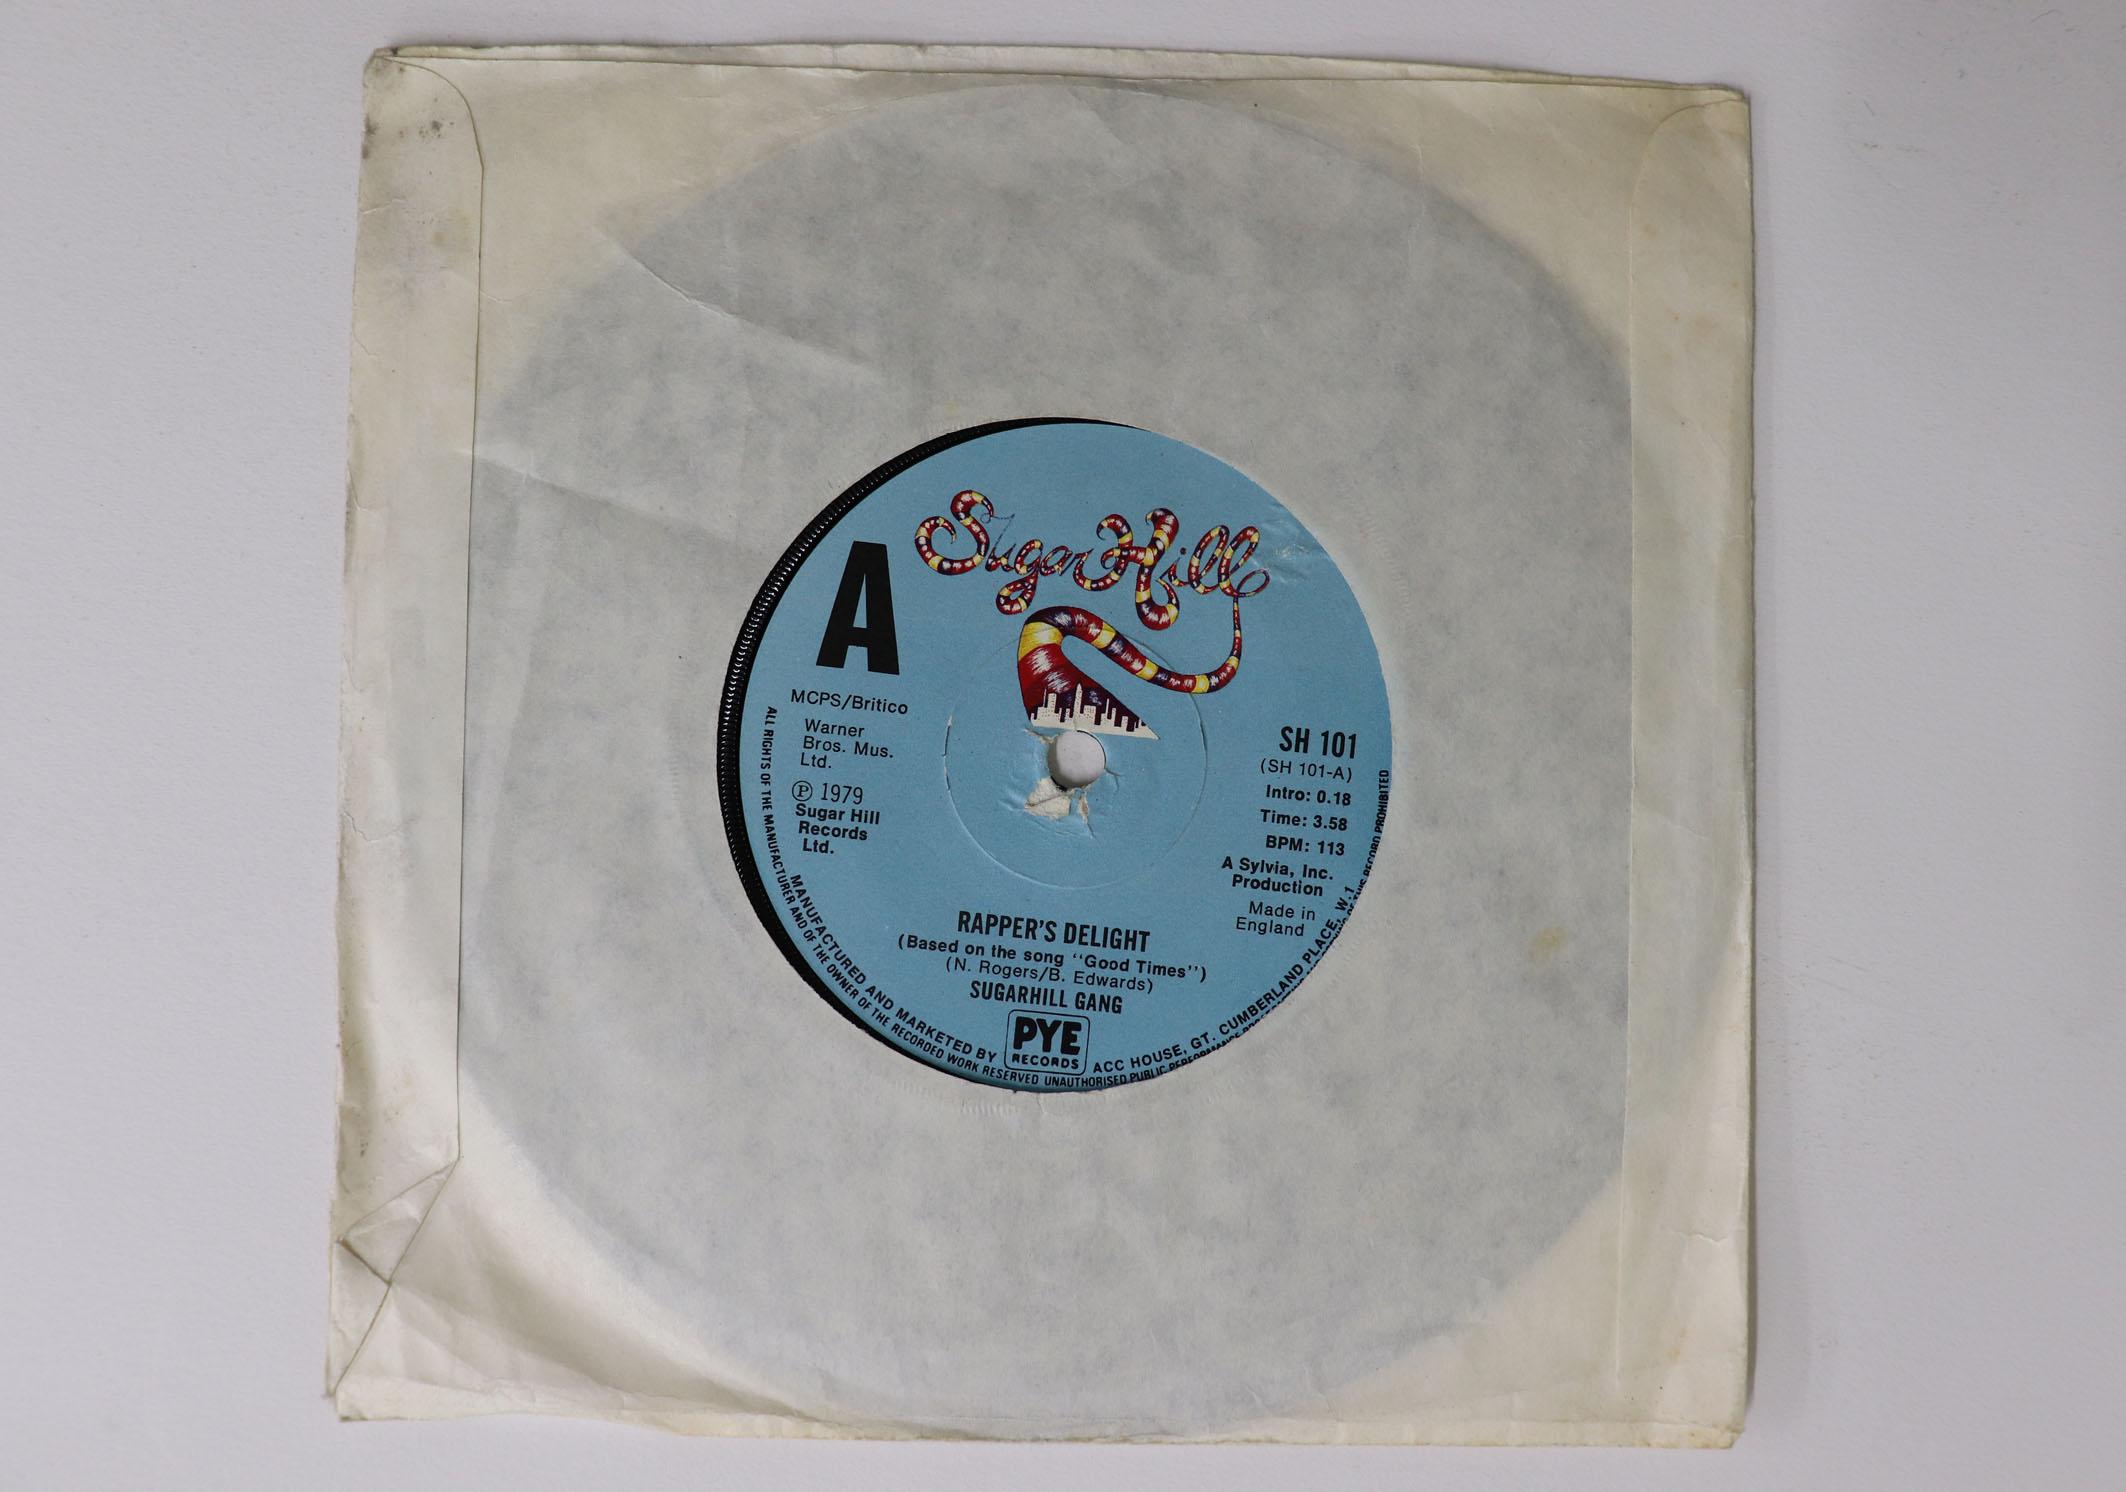 Sugar Hill
A
MCPS/Britico
Warner
Bros. Mus.
Ltd.
Ⓟ 1979
Sugar Hill
Records
Ltd.
SH 101
(SH 101-A)
Intro: 0.18
Time: 3.58
BPM: 113
A Sylvia, Inc.
Production
Made in
England
RAPPER'S DELIGHT
(Based on the song "Good Times")
(N. Rogers/B. Edwards)
SUGARHILL GANG
PYE
RECORDS
MANUFACTURED AND MARKETED BY ACC HOUSE, GT. CUMBERLAND PLACE, W.1
ALL RIGHTS OF THE MANUFACTURER AND OF THE OWNER OF THE RECORDED WORK RESERVED UNAUTHORISED PUBLIC PERFORMANCE OF THIS RECORD PROHIBITED